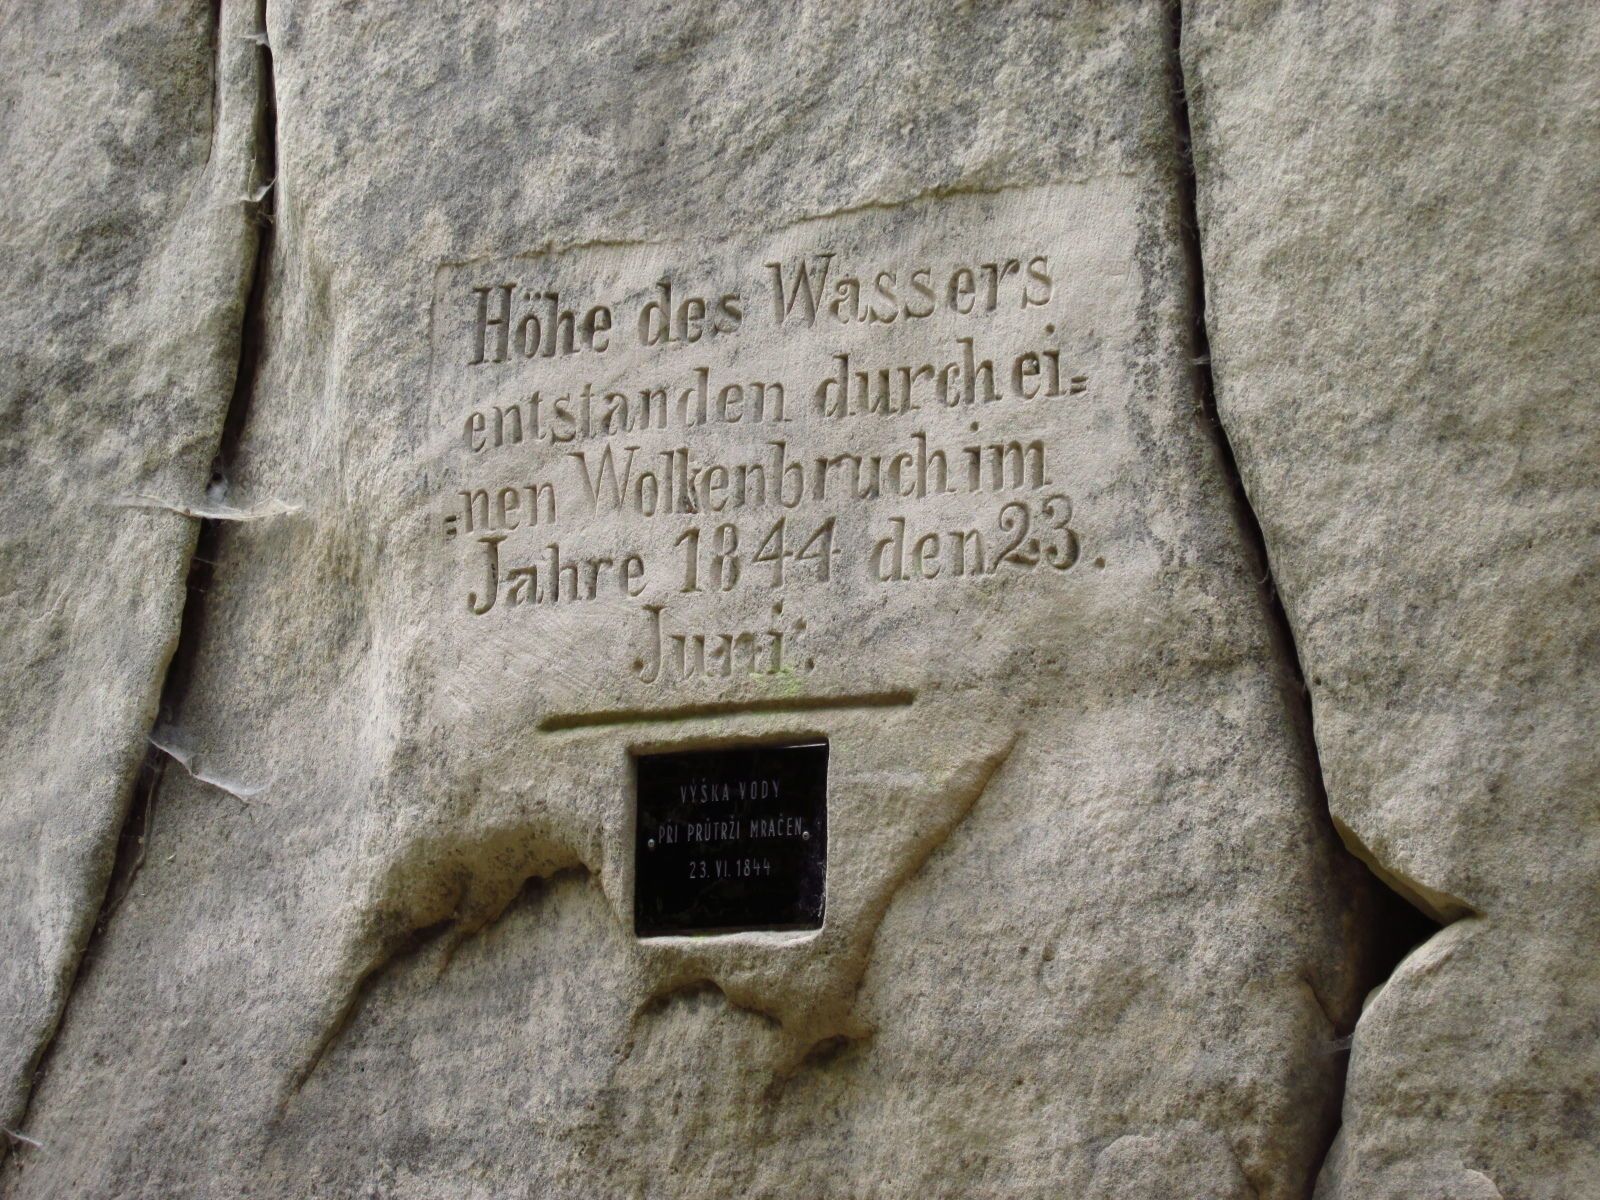 Höhe des Wassers
entstanden durch ei=
=nen Wolkenbruch im
Jahre 1844 den 23.
Juni.
VÝŠKA VODY
PŘI PRŮTRŽI MRAČEN
23. VI. 1844